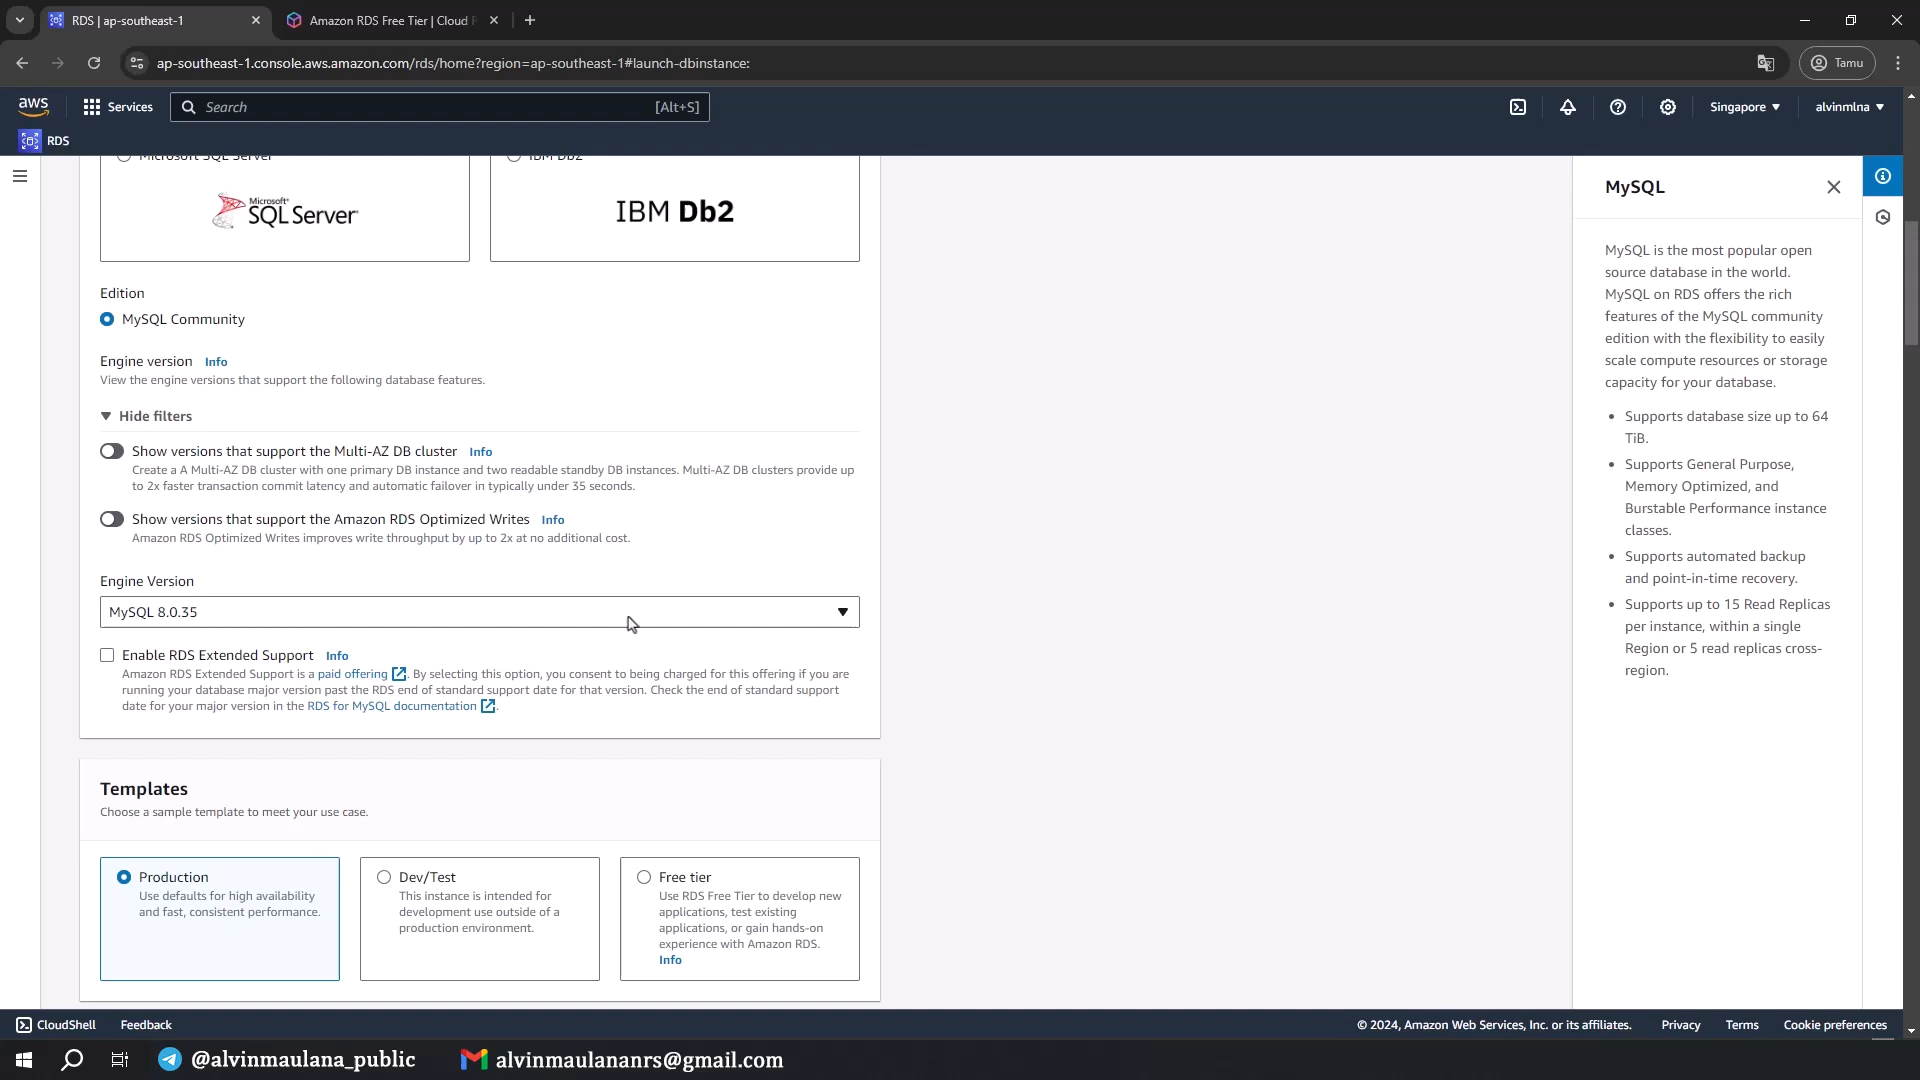 RDS | ap-southeast-1
Amazon RDS Free Tier | Cloud
ap-southeast-1.console.aws.amazon.com/rds/home?region=ap-southeast-1#launch-dbinstance:
Tamu
aws
Services
Search
[Alt+S]
Singapore
alvinmlna
RDS
Microsoft SQL Server
IBM Db2
Microsoft®
SQL Server
IBM Db2
Edition
MySQL Community
Engine version Info
View the engine versions that support the following database features.
Hide filters
Show versions that support the Multi-AZ DB cluster Info
Create a A Multi-AZ DB cluster with one primary DB instance and two readable standby DB instances. Multi-AZ DB clusters provide up
to 2x faster transaction commit latency and automatic failover in typically under 35 seconds.
Show versions that support the Amazon RDS Optimized Writes Info
Amazon RDS Optimized Writes improves write throughput by up to 2x at no additional cost.
Engine Version
MySQL 8.0.35
Enable RDS Extended Support Info
Amazon RDS Extended Support is a paid offering. By selecting this option, you consent to being charged for this offering if you are
running your database major version past the RDS end of standard support date for that version. Check the end of standard support
date for your major version in the RDS for MySQL documentation.
Templates
Choose a sample template to meet your use case.
Production
Use defaults for high availability
and fast, consistent performance.
Dev/Test
This instance is intended for
development use outside of a
production environment.
Free tier
Use RDS Free Tier to develop new
applications, test existing
applications, or gain hands-on
experience with Amazon RDS.
Info
MySQL
MySQL is the most popular open
source database in the world.
MySQL on RDS offers the rich
features of the MySQL community
edition with the flexibility to easily
scale compute resources or storage
capacity for your database.
• Supports database size up to 64
TiB.
• Supports General Purpose,
Memory Optimized, and
Burstable Performance instance
classes.
• Supports automated backup
and point-in-time recovery.
• Supports up to 15 Read Replicas
per instance, within a single
Region or 5 read replicas cross-
region.
CloudShell
Feedback
© 2024, Amazon Web Services, Inc. or its affiliates.
Privacy
Terms
Cookie preferences
@alvinmaulana_public
alvinmaulananrs@gmail.com